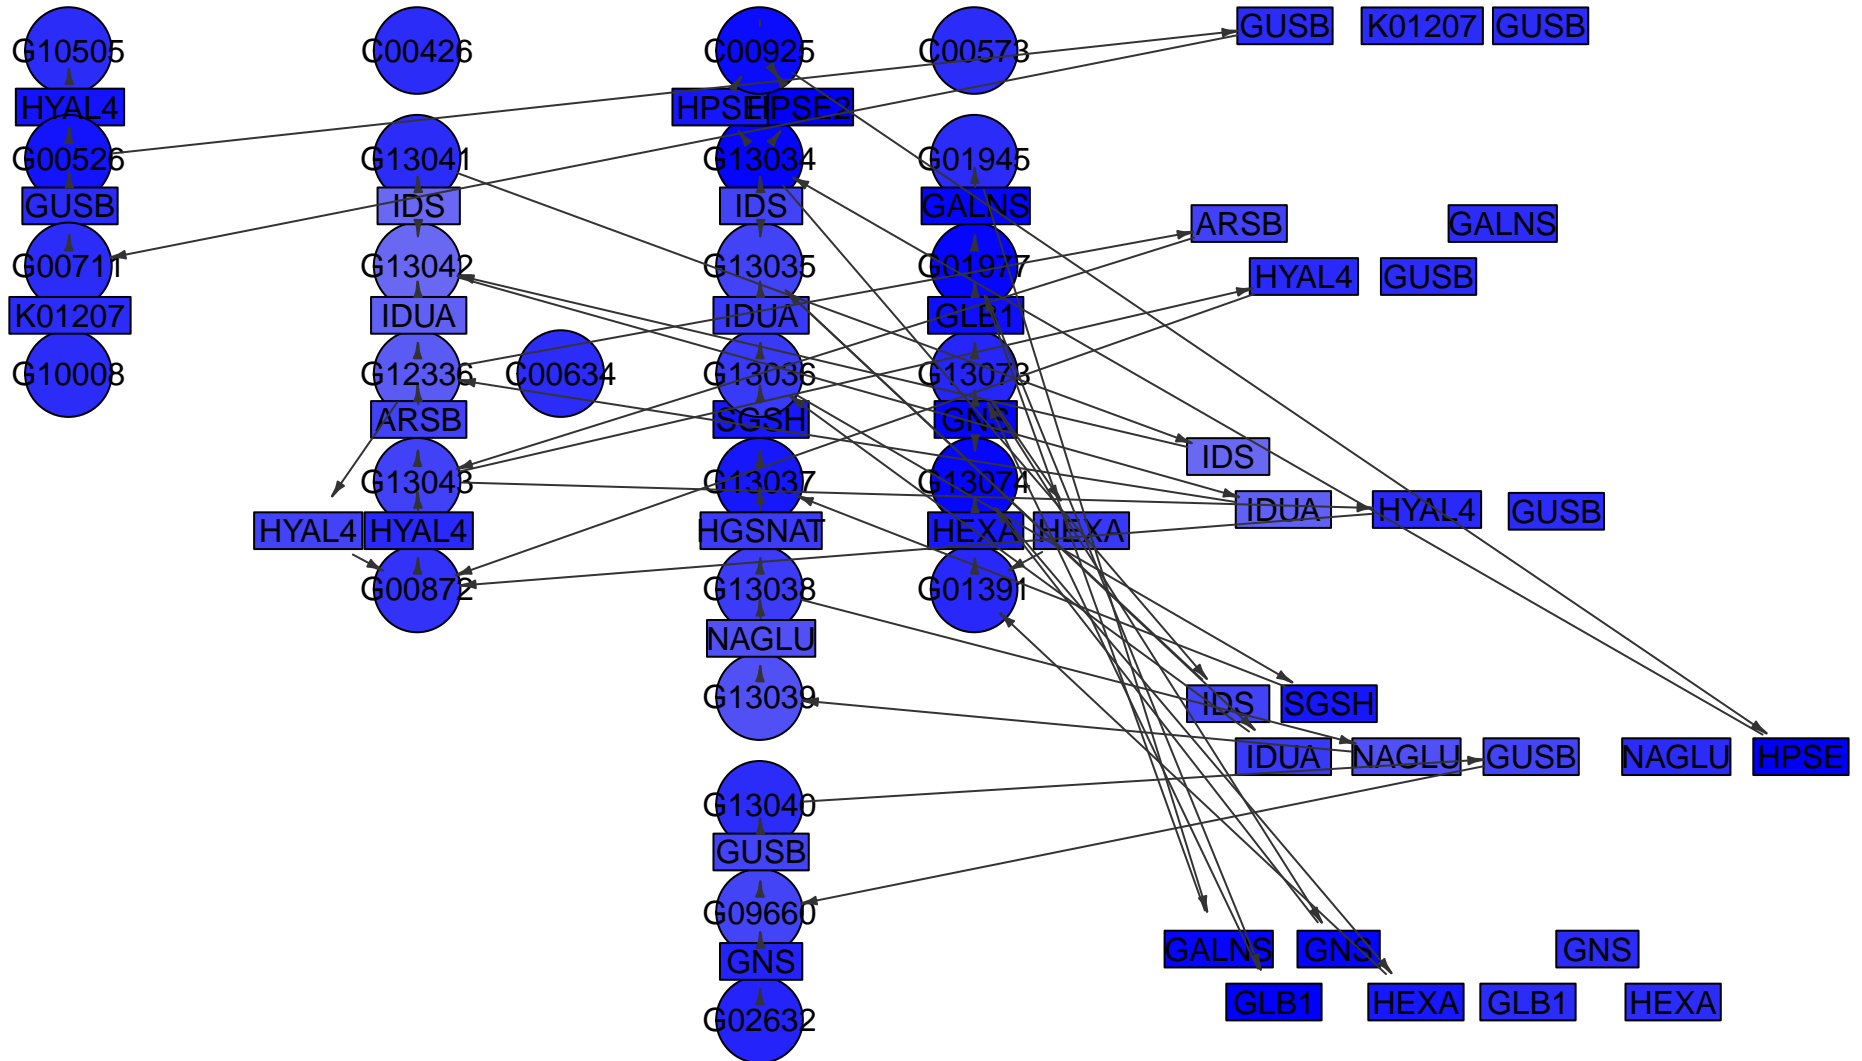 G10505 C00426 C00925 C00573 GUSB K01207 GUSB
HYAL4 HPSE HPSE2
G00526 G13041 G13034 G01945
GUSB IDS IDS GALNS ARSB GALNS
G00711 G13042 G13035 G01977 HYAL4 GUSB
K01207 IDUA IDUA GLB1
G10008 G12336 C00634 G13036 G13073
ARSB SGSH GNS IDS
G13043 G13037 G13074 IDUA HYAL4 GUSB
HYAL4 HYAL4 HGSNAT HEXA HEXA
G00872 G13038 G01391
NAGLU
G13039 IDS SGSH
IDUA NAGLU GUSB NAGLU HPSE
G13040
GUSB
G09660
GNS GALNS GNS GNS
G02632 GLB1 HEXA GLB1 HEXA